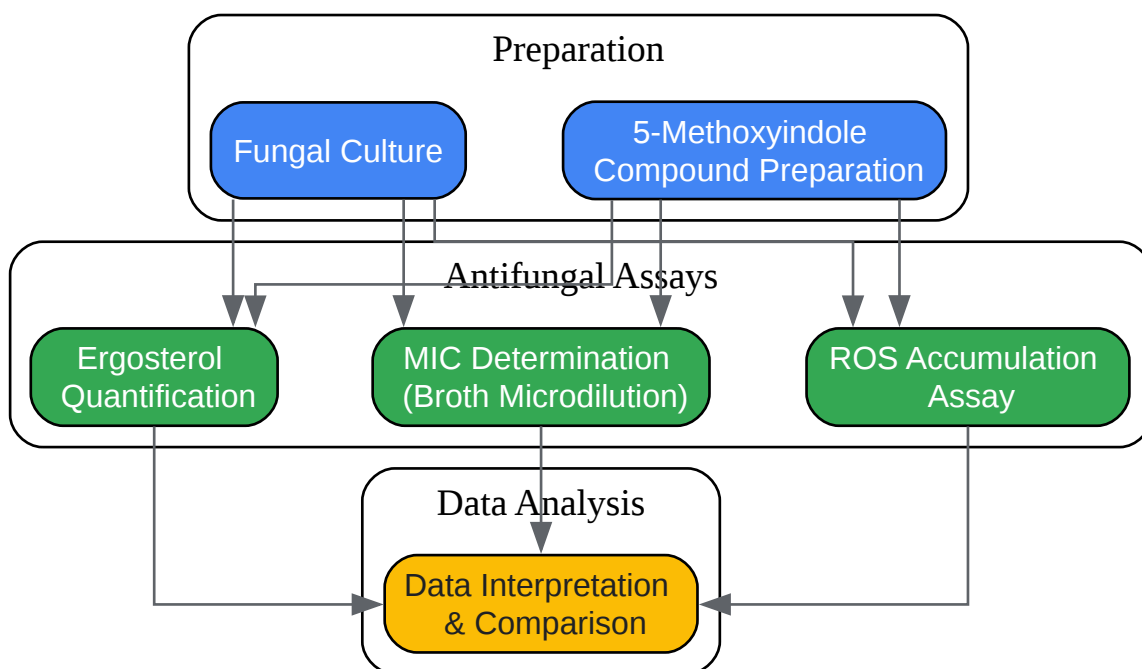 Preparation
Fungal Culture
5-Methoxyindole
Compound Preparation
Antifungal Assays
Ergosterol
Quantification
MIC Determination
(Broth Microdilution)
ROS Accumulation
Assay
Data Analysis
Data Interpretation
& Comparison